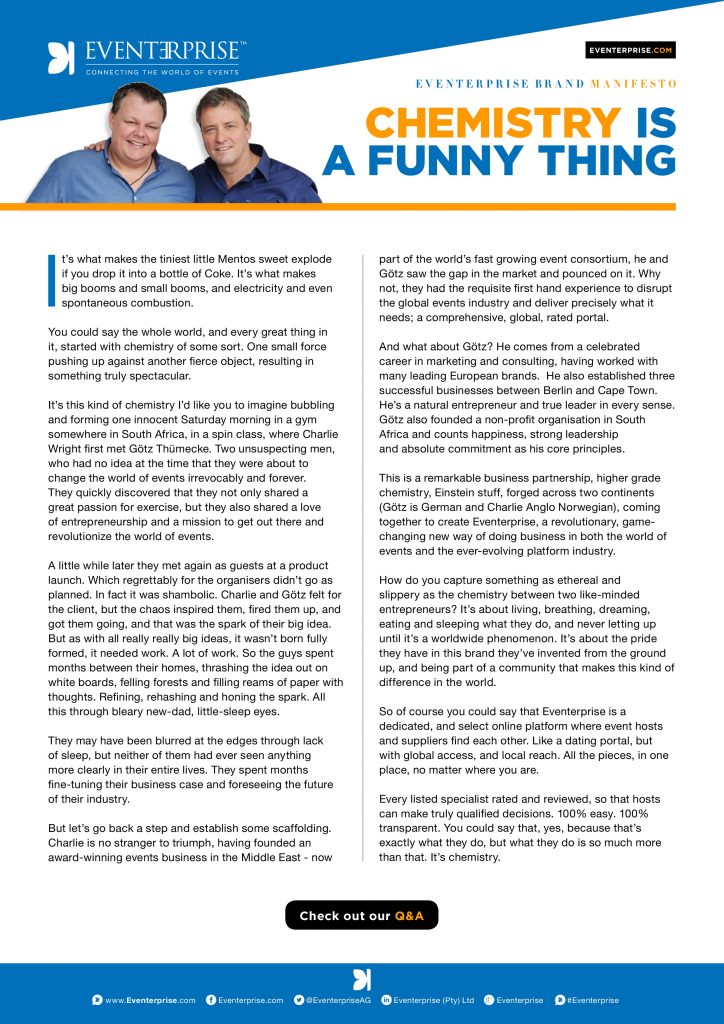 EVENTERPRISE™
CONNECTING THE WORLD OF EVENTS
EVENTERPRISE.COM
EVENTERPRISE BRAND MANIFESTO
CHEMISTRY IS
A FUNNY THING
It's what makes the tiniest little Mentos sweet explode
if you drop it into a bottle of Coke. It's what makes
big booms and small booms, and electricity and even
spontaneous combustion.
You could say the whole world, and every great thing in
it, started with chemistry of some sort. One small force
pushing up against another fierce object, resulting in
something truly spectacular.
It's this kind of chemistry I'd like you to imagine bubbling
and forming one innocent Saturday morning in a gym
somewhere in South Africa, in a spin class, where Charlie
Wright first met Götz Thümecke. Two unsuspecting men,
who had no idea at the time that they were about to
change the world of events irrevocably and forever.
They quickly discovered that they not only shared a
great passion for exercise, but they also shared a love
of entrepreneurship and a mission to get out there and
revolutionize the world of events.
A little while later they met again as guests at a product
launch. Which regrettably for the organisers didn't go as
planned. In fact it was shambolic. Charlie and Götz felt for
the client, but the chaos inspired them, fired them up, and
got them going, and that was the spark of their big idea.
But as with all really really big ideas, it wasn't born fully
formed, it needed work. A lot of work. So the guys spent
months between their homes, thrashing the idea out on
white boards, felling forests and filling reams of paper with
thoughts. Refining, rehashing and honing the spark. All
this through bleary new-dad, little-sleep eyes.
They may have been blurred at the edges through lack
of sleep, but neither of them had ever seen anything
more clearly in their entire lives. They spent months
fine-tuning their business case and foreseeing the future
of their industry.
But let's go back a step and establish some scaffolding.
Charlie is no stranger to triumph, having founded an
award-winning events business in the Middle East - now
part of the world's fast growing event consortium, he and
Götz saw the gap in the market and pounced on it. Why
not, they had the requisite first hand experience to disrupt
the global events industry and deliver precisely what it
needs; a comprehensive, global, rated portal.
And what about Götz? He comes from a celebrated
career in marketing and consulting, having worked with
many leading European brands. He also established three
successful businesses between Berlin and Cape Town.
He's a natural entrepreneur and true leader in every sense.
Götz also founded a non-profit organisation in South
Africa and counts happiness, strong leadership
and absolute commitment as his core principles.
This is a remarkable business partnership, higher grade
chemistry, Einstein stuff, forged across two continents
(Götz is German and Charlie Anglo Norwegian), coming
together to create Eventerprise, a revolutionary, game-
changing new way of doing business in both the world of
events and the ever-evolving platform industry.
How do you capture something as ethereal and
slippery as the chemistry between two like-minded
entrepreneurs? It's about living, breathing, dreaming,
eating and sleeping what they do, and never letting up
until it's a worldwide phenomenon. It's about the pride
they have in this brand they've invented from the ground
up, and being part of a community that makes this kind of
difference in the world.
So of course you could say that Eventerprise is a
dedicated, and select online platform where event hosts
and suppliers find each other. Like a dating portal, but
with global access, and local reach. All the pieces, in one
place, no matter where you are.
Every listed specialist rated and reviewed, so that hosts
can make truly qualified decisions. 100% easy. 100%
transparent. You could say that, yes, because that's
exactly what they do, but what they do is so much more
than that. It's chemistry.
Check out our Q&A
www.Eventerprise.com Eventerprise.com @EventerpriseAG Eventerprise (Pty) Ltd Eventerprise #Eventerprise